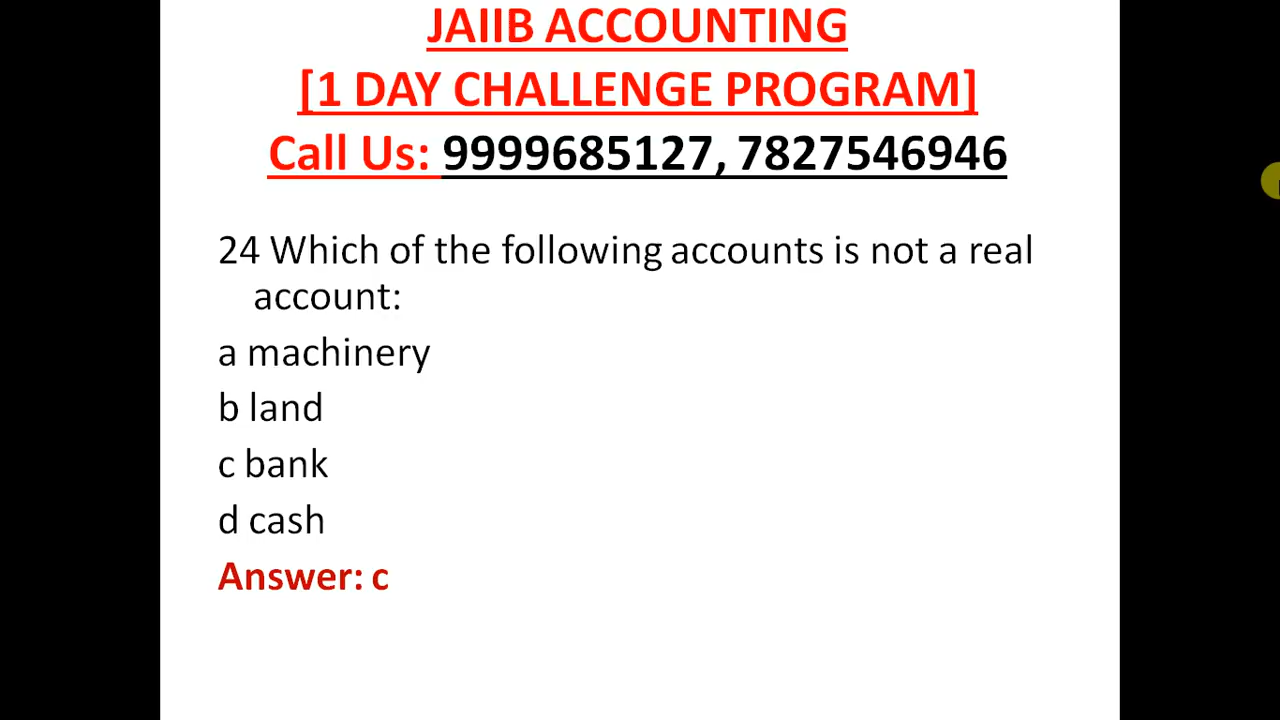 JAIIB ACCOUNTING
[1 DAY CHALLENGE PROGRAM]
Call Us: 9999685127, 7827546946
24 Which of the following accounts is not a real
account:
a machinery
b land
c bank
d cash
Answer: c